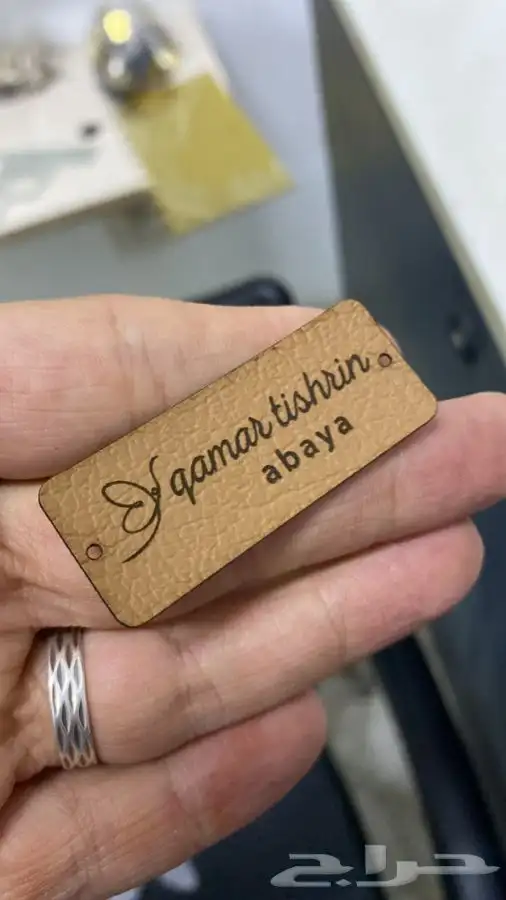 qamar tishrin
abaya
حراج